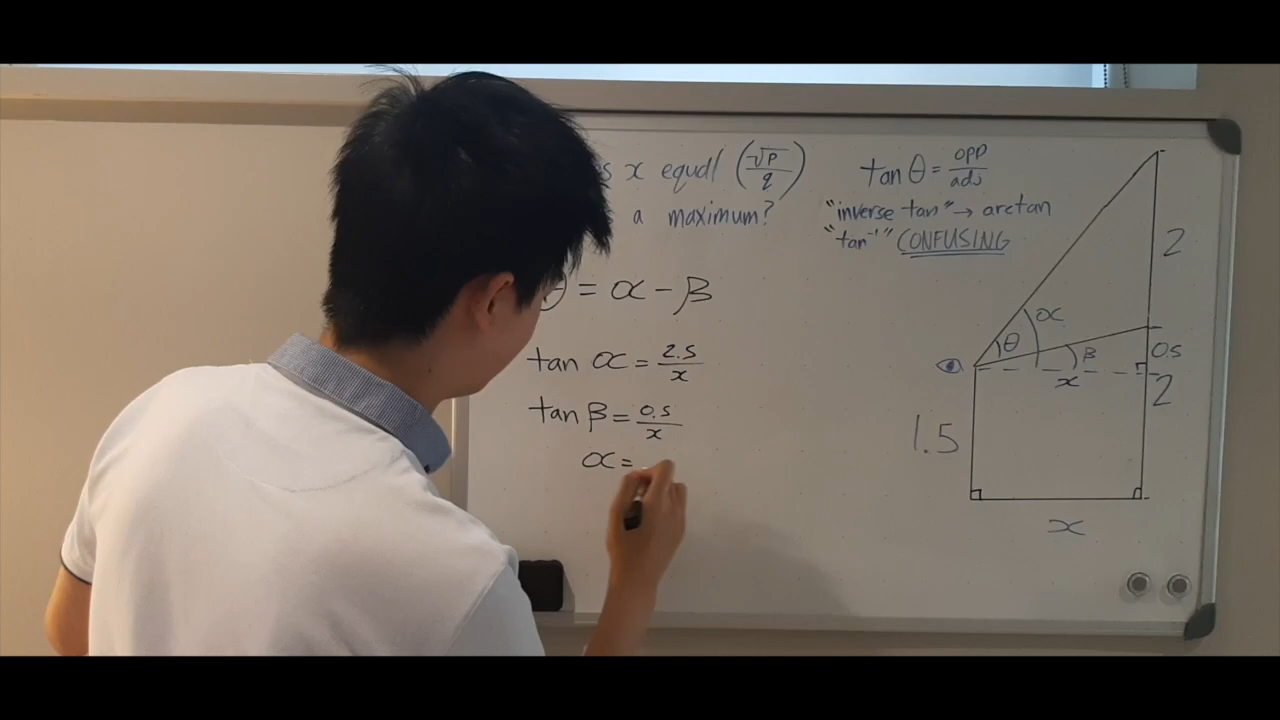 x equal (√p/q)
a maximum?
tan θ = opp/adj
"inverse tan" → arctan
"tan⁻¹" CONFUSING
= α − β
tan α = 2.5/x
tan β = 0.5/x
α =
2
α
θ
β
0.5
x
2
1.5
x